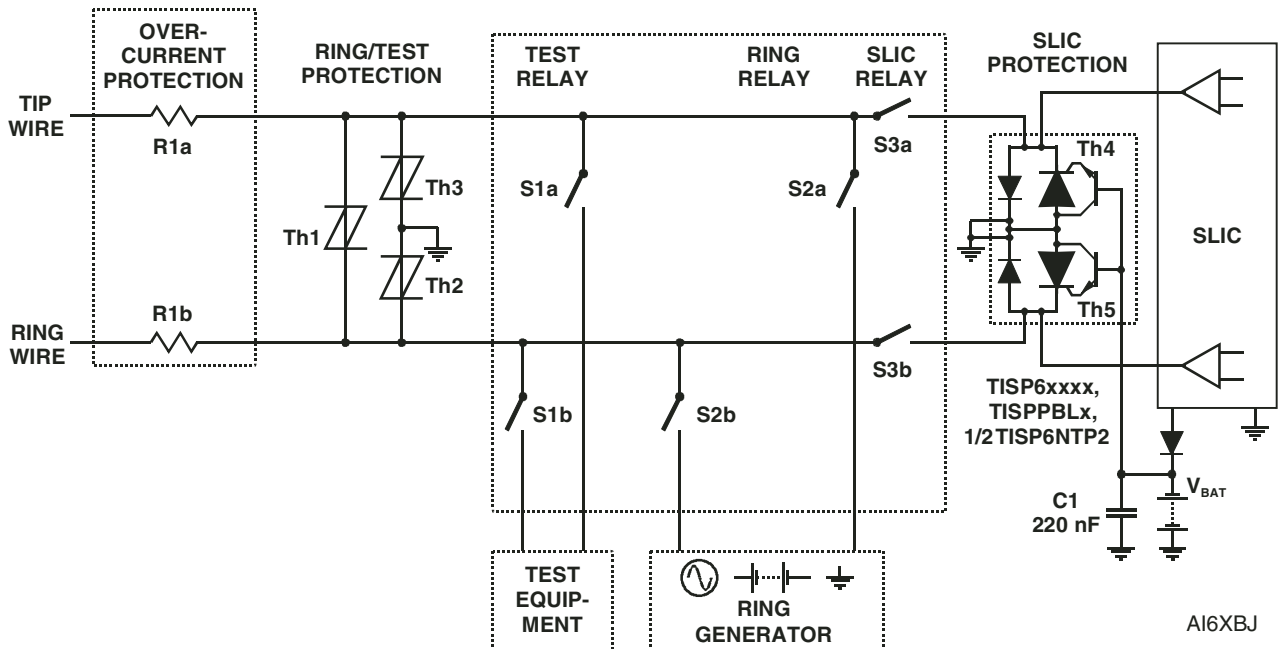 OVER-
CURRENT
PROTECTION
RING/TEST
PROTECTION
TEST
RELAY
RING
RELAY
SLIC
RELAY
SLIC
PROTECTION
TIP
WIRE
R1a
S3a
Th4
Th3
S1a
S2a
Th1
SLIC
Th2
R1b
Th5
RING
WIRE
S3b
TISP6xxxx,
TISPPBLx,
1/2TISP6NTP2
S1b
S2b
VBAT
C1
220 nF
TEST
EQUIP-
MENT
RING
GENERATOR
AI6XBJ